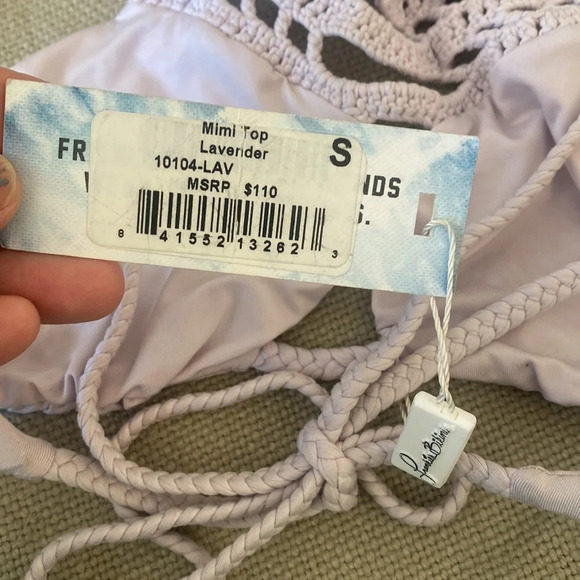 Mimi Top
Lavender
S
10104-LAV
MSRP $110
FR
NDS
S.
8 41552 13262 3